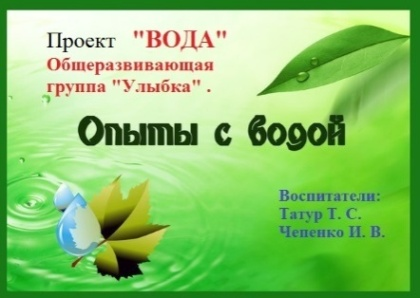 Проект "ВОДА"
Общеразвивающая
группа "Улыбка" .
Опыты с водой
Воспитатели:
Татур Т. С.
Чепенко И. В.